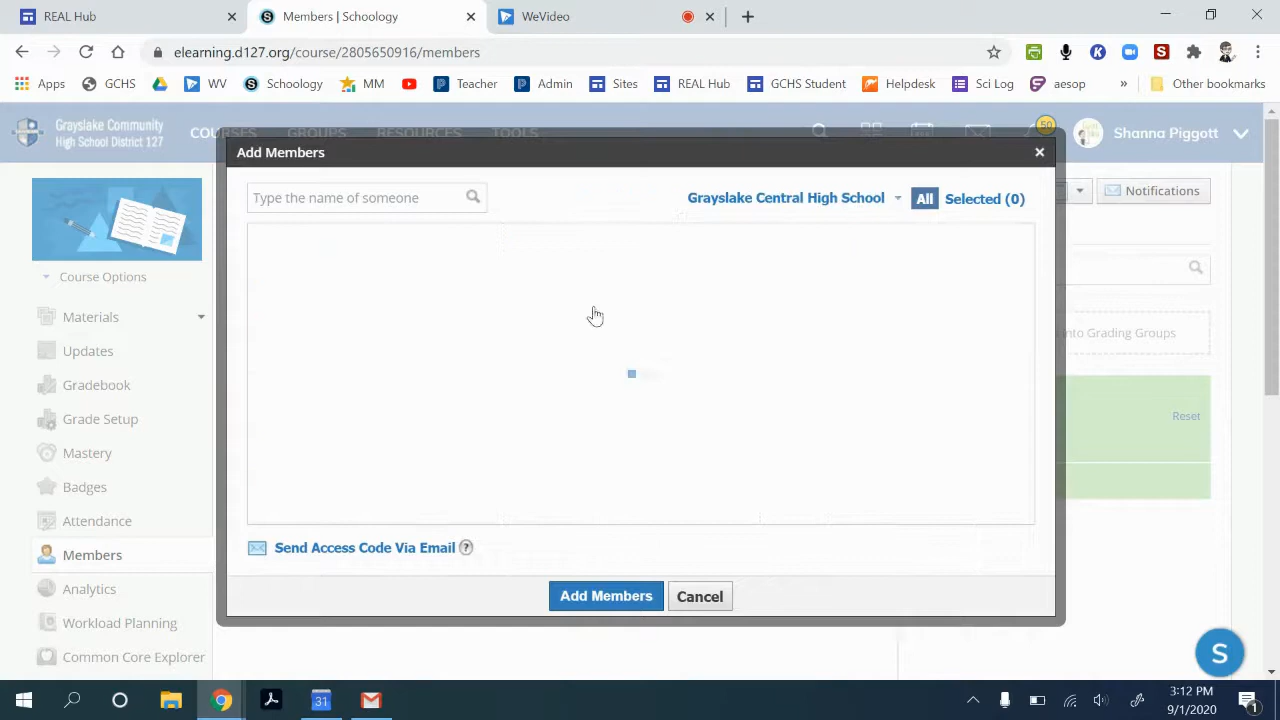 REAL Hub
Members | Schoology
WeVideo
elearning.d127.org/course/2805650916/members
Apps
GCHS
WV
Schoology
MM
Teacher
Admin
Sites
REAL Hub
GCHS Student
Helpdesk
Sci Log
aesop
»
Other bookmarks
Grayslake Community
High School District 127
COURSES
GROUPS
RESOURCES
TOOLS
50
Shanna Piggott
Add Members
Type the name of someone
Grayslake Central High School
All
Selected (0)
Notifications
Course Options
Materials
Updates
Gradebook
Grade Setup
Mastery
Badges
Attendance
Members
Analytics
Workload Planning
Common Core Explorer
into Grading Groups
Reset
Send Access Code Via Email ?
Add Members
Cancel
S
31
3:12 PM
9/1/2020
1